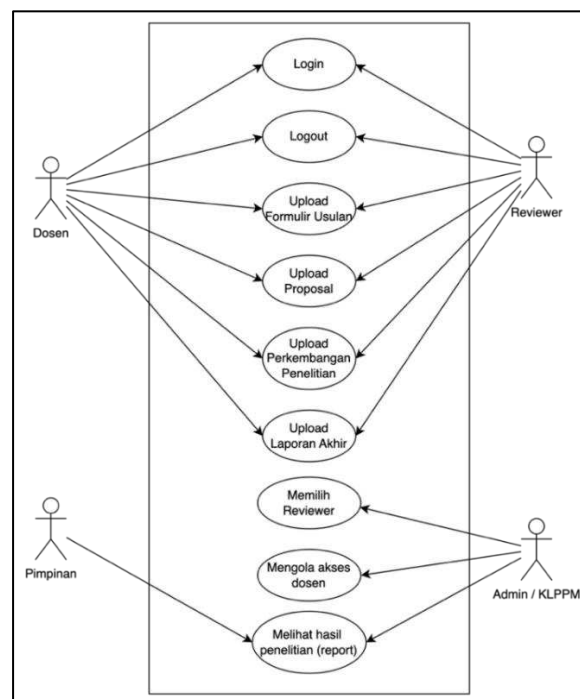 Login
Logout
Dosen
Reviewer
Upload
Formulir Usulan
Upload
Proposal
Upload
Perkembangan
Penelitian
Upload
Laporan Akhir
Memilih
Reviewer
Pimpinan
Mengola akses
dosen
Admin / KLPPM
Melihat hasil
penelitian (report)